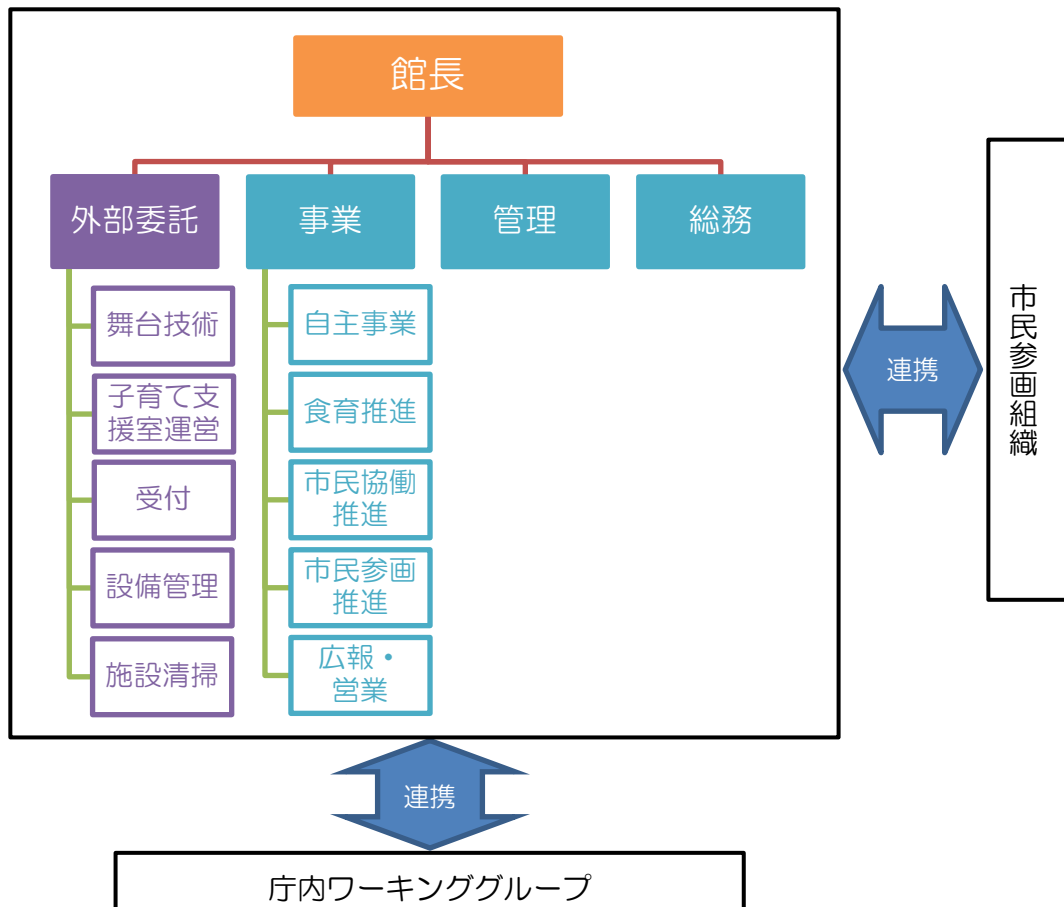 館長
外部委託
事業
管理
総務
舞台技術
子育て支
援室運営
受付
設備管理
施設清掃
自主事業
食育推進
市民協働
推進
市民参画
推進
広報・
営業
連携
市民参画組織
連携
庁内ワーキンググループ